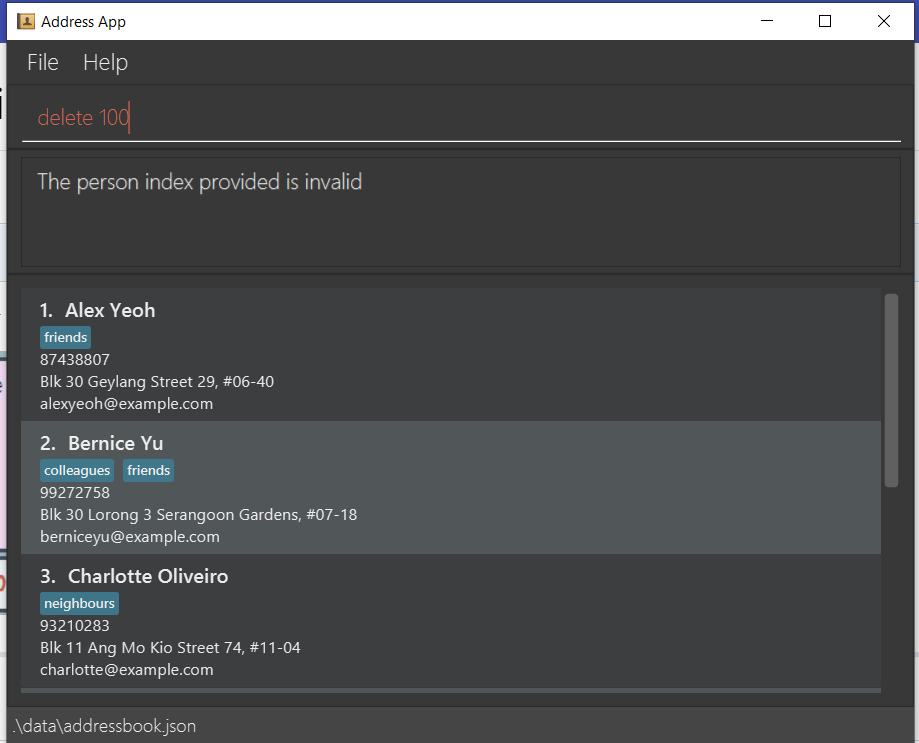 Address App
File Help
delete 100
The person index provided is invalid
1. Alex Yeoh
friends
87438807
Blk 30 Geylang Street 29, #06-40
alexyeoh@example.com
2. Bernice Yu
colleagues friends
99272758
Blk 30 Lorong 3 Serangoon Gardens, #07-18
berniceyu@example.com
3. Charlotte Oliveiro
neighbours
93210283
Blk 11 Ang Mo Kio Street 74, #11-04
charlotte@example.com
.\data\addressbook.json